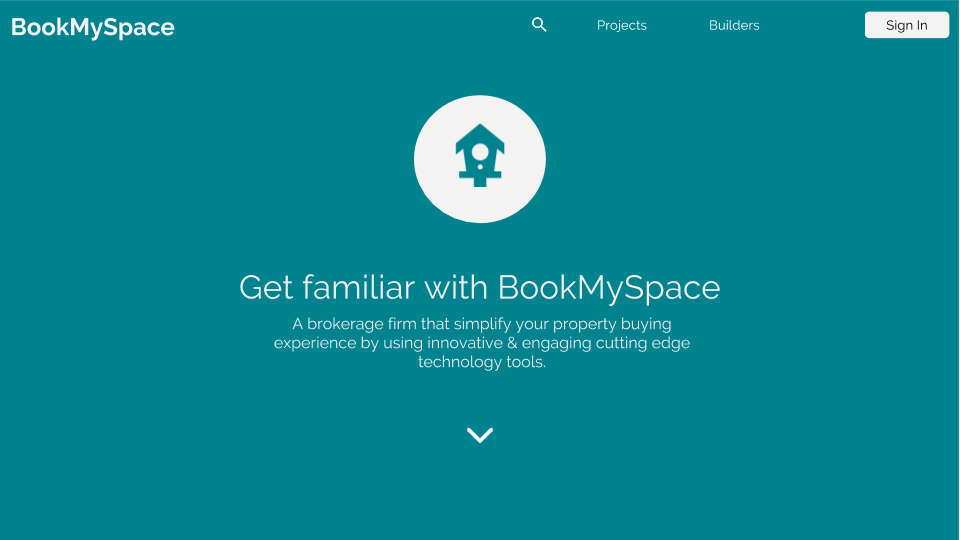 BookMySpace
Projects
Builders
Sign In
Get familiar with BookMySpace
A brokerage firm that simplify your property buying
experience by using innovative & engaging cutting edge
technology tools.